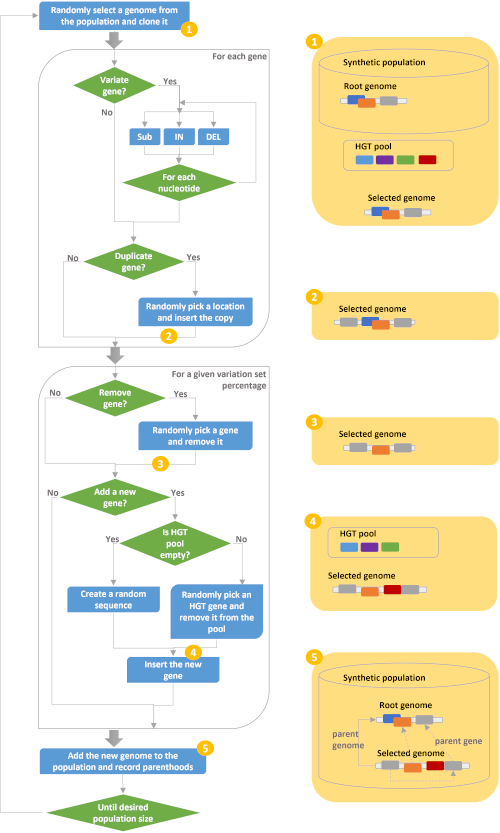 Randomly select a genome from
the population and clone it
1
For each gene
Variate
gene?
Yes
No
Sub
IN
DEL
For each
nucleotide
Duplicate
gene?
No
Yes
Randomly pick a location
and insert the copy
2
For a given variation set
percentage
Remove
gene?
No
Yes
Randomly pick a gene
and remove it
3
Add a new
gene?
No
Yes
Is HGT
pool
empty?
Yes
No
Create a random
sequence
Randomly pick an
HGT gene and
remove it from the
pool
4
Insert the new
gene
5
Add the new genome to the
population and record parenthoods
Until desired
population size
1
Synthetic population
Root genome
HGT pool
Selected genome
2
Selected genome
3
Selected genome
4
HGT pool
Selected genome
5
Synthetic population
Root genome
parent
genome
parent gene
Selected genome